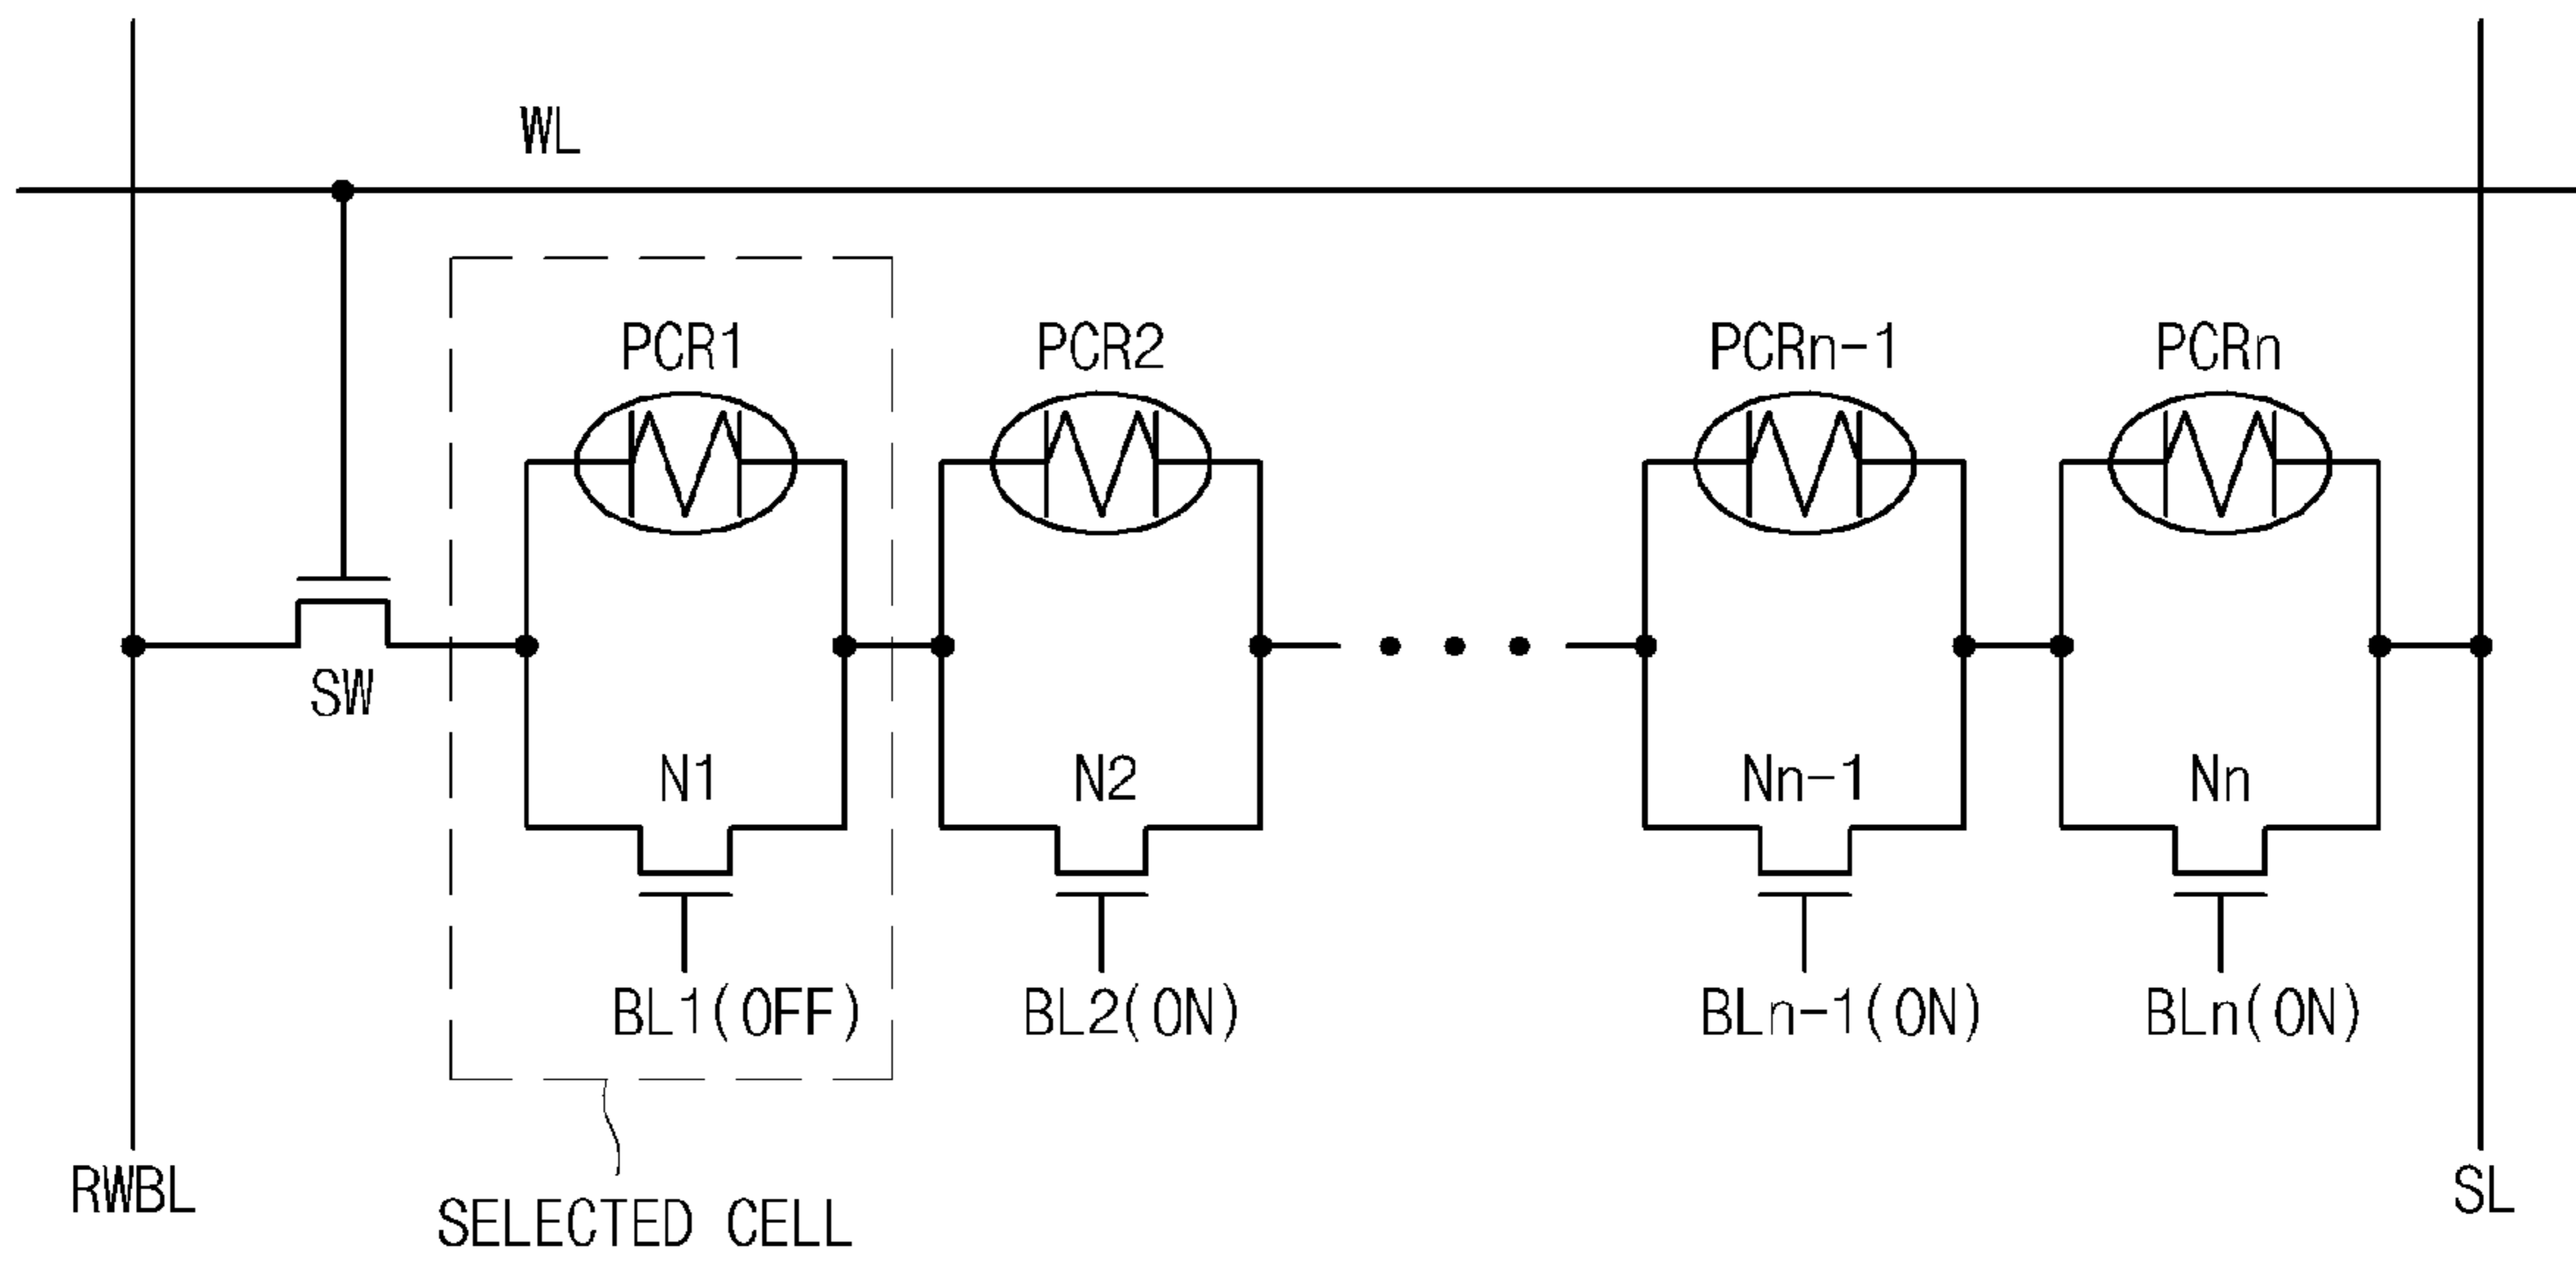 WL
PCR1
PCR2
PCRn-1
PCRn
SW
N1
N2
Nn-1
Nn
BL1(OFF)
BL2(ON)
BLn-1(ON)
BLn(ON)
RWBL
SL
SELECTED CELL